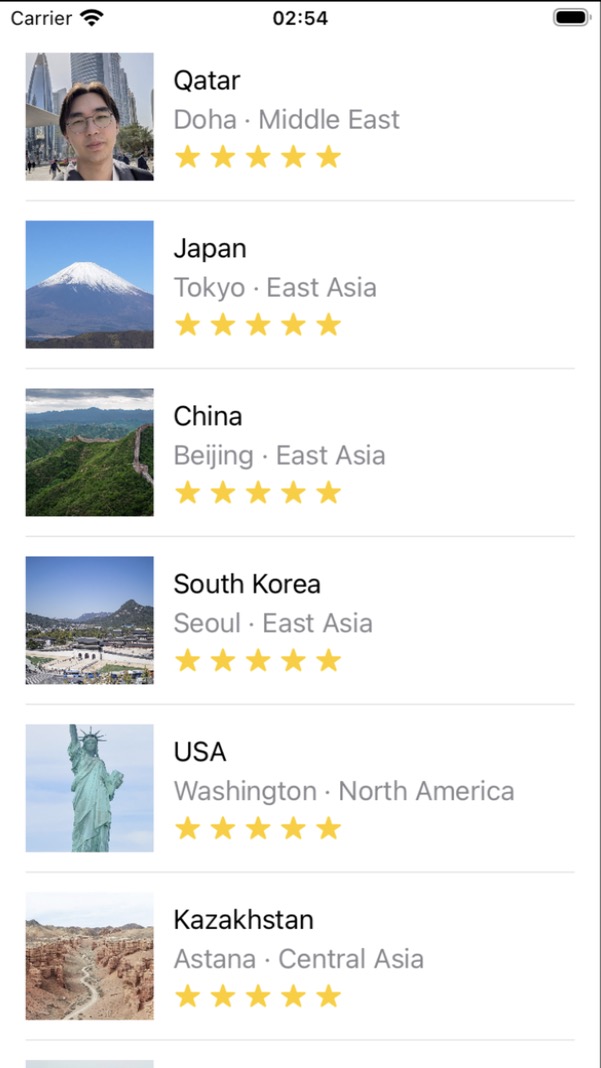 Carrier 02:54
Qatar
Doha · Middle East
Japan
Tokyo · East Asia
China
Beijing · East Asia
South Korea
Seoul · East Asia
USA
Washington · North America
Kazakhstan
Astana · Central Asia